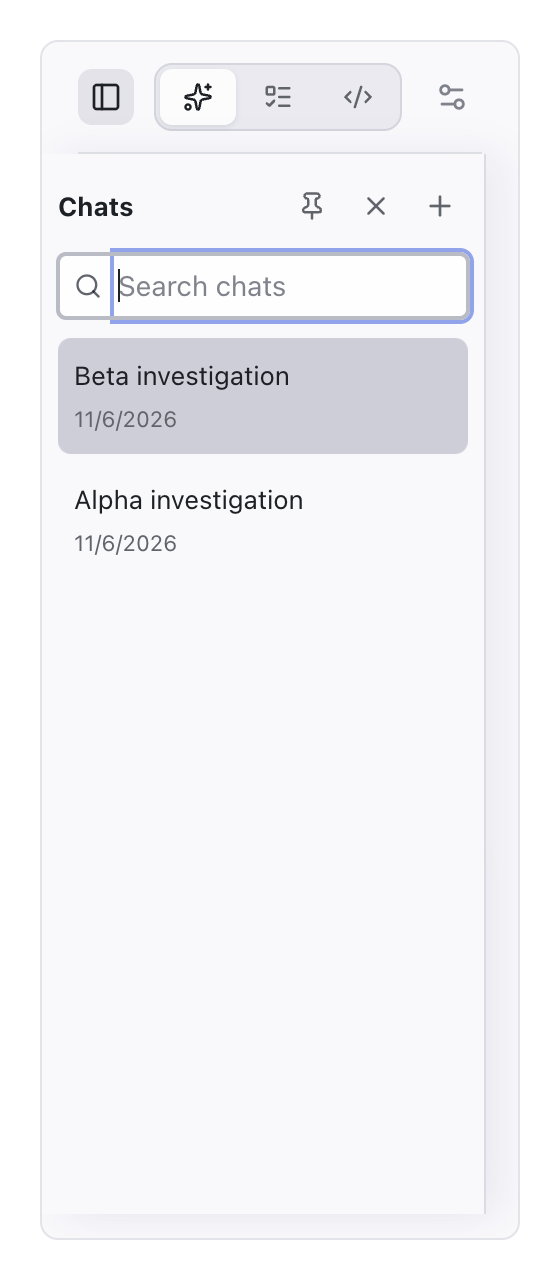 Chats
Search chats
Beta investigation
11/6/2026
Alpha investigation
11/6/2026